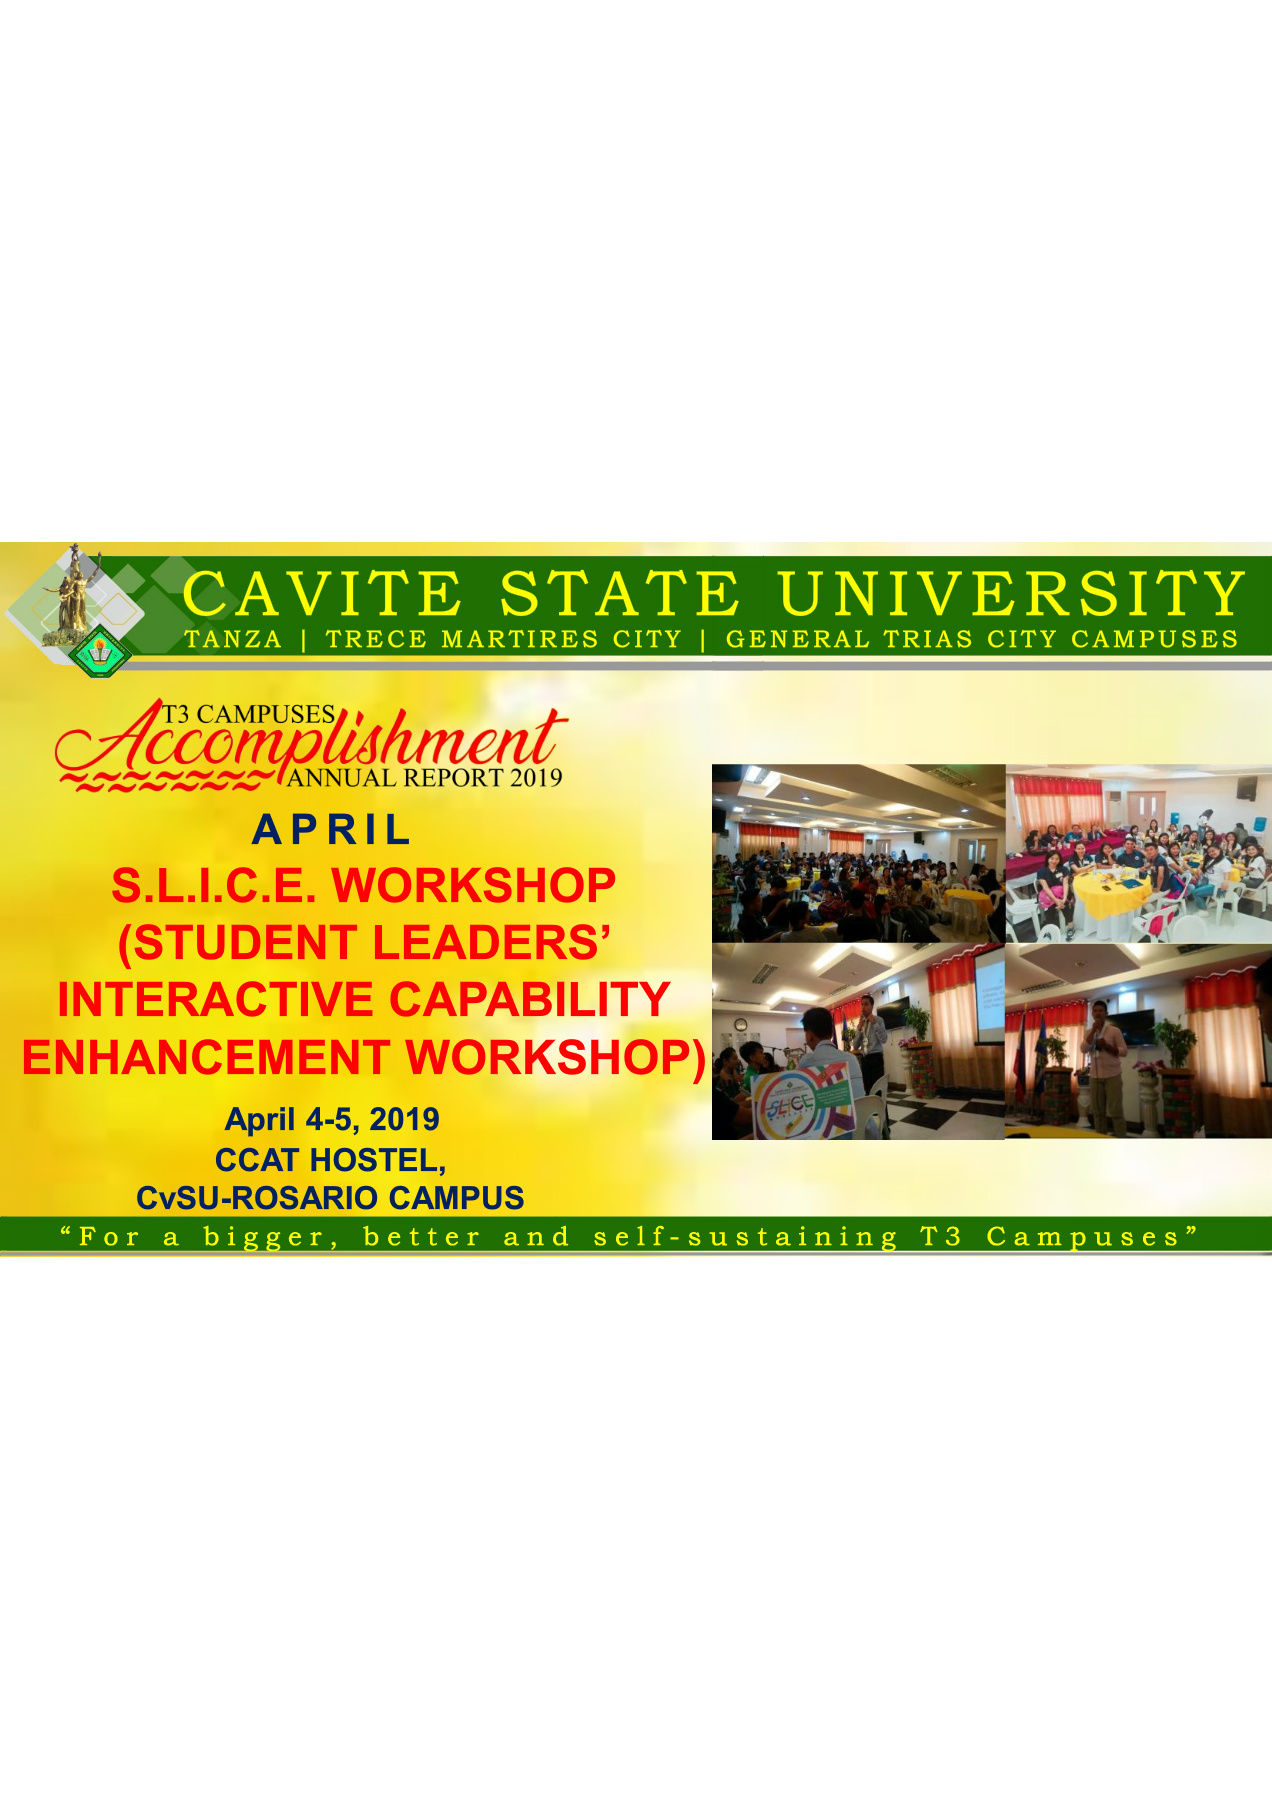 CAVITE STATE UNIVERSITY
TANZA | TRECE MARTIRES CITY | GENERAL TRIAS CITY CAMPUSES
T3 CAMPUSES
Accomplishment
ANNUAL REPORT 2019
APRIL
S.L.I.C.E. WORKSHOP
(STUDENT LEADERS’
INTERACTIVE CAPABILITY
ENHANCEMENT WORKSHOP)
April 4-5, 2019
CCAT HOSTEL,
CvSU-ROSARIO CAMPUS
SLICE
“For a bigger, better and self-sustaining T3 Campuses”